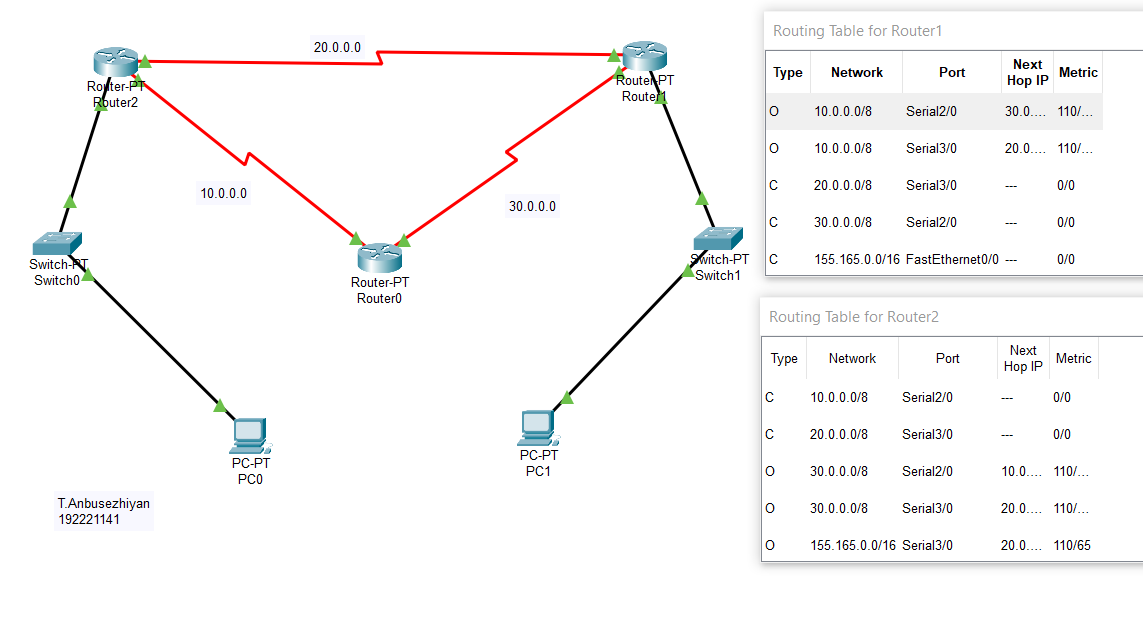 20.0.0.0
Router-PT
Router2
Router-PT
Router1
10.0.0.0
30.0.0.0
Switch-PT
Switch0
Router-PT
Router0
Switch-PT
Switch1
PC-PT
PC0
PC-PT
PC1
T.Anbusezhiyan
192221141
Routing Table for Router1
Type Network Port Next Hop IP Metric
O 10.0.0.0/8 Serial2/0 30.0.... 110/...
O 10.0.0.0/8 Serial3/0 20.0.... 110/...
C 20.0.0.0/8 Serial3/0 --- 0/0
C 30.0.0.0/8 Serial2/0 --- 0/0
C 155.165.0.0/16 FastEthernet0/0 --- 0/0
Routing Table for Router2
Type Network Port Next Hop IP Metric
C 10.0.0.0/8 Serial2/0 --- 0/0
C 20.0.0.0/8 Serial3/0 --- 0/0
O 30.0.0.0/8 Serial2/0 10.0.... 110/...
O 30.0.0.0/8 Serial3/0 20.0.... 110/...
O 155.165.0.0/16 Serial3/0 20.0.... 110/65